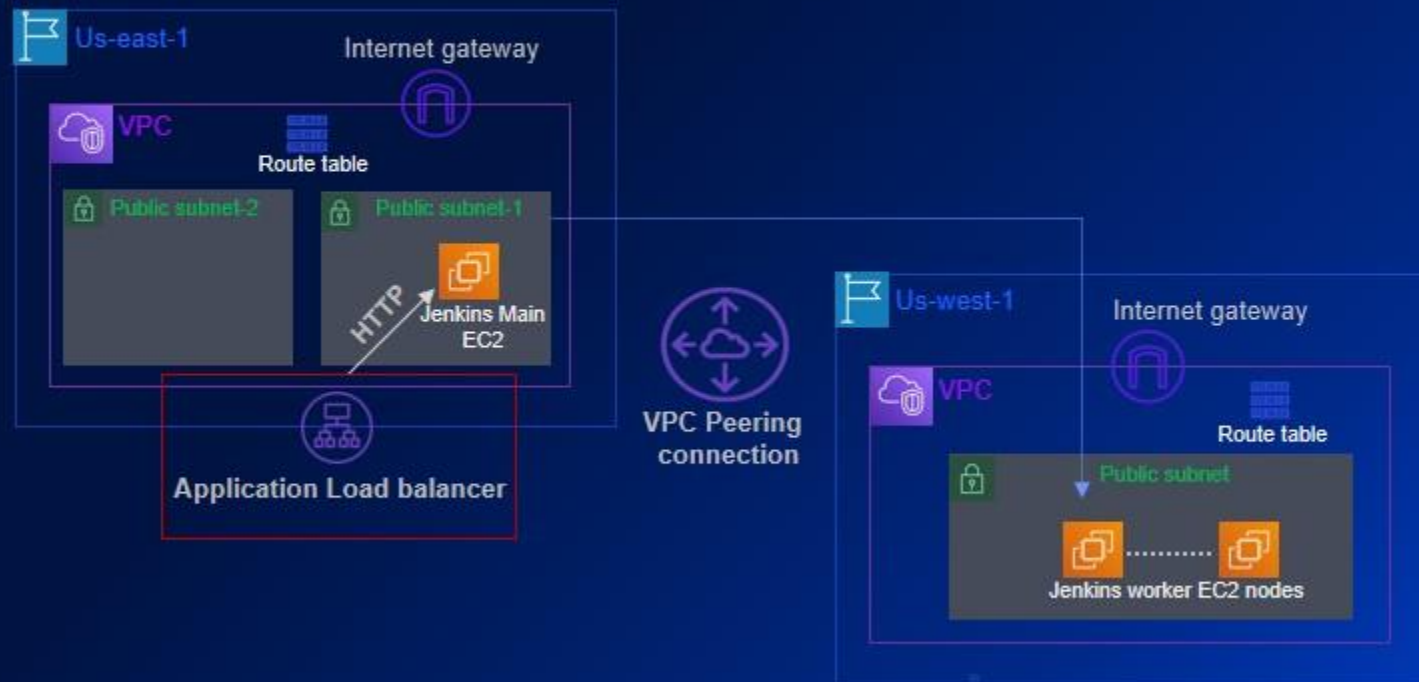 Us-east-1
Internet gateway
VPC
Route table
Public subnet-2
Public subnet-1
HTTP
Jenkins Main
EC2
Application Load balancer
VPC Peering
connection
Us-west-1
Internet gateway
VPC
Route table
Public subnet
Jenkins worker EC2 nodes